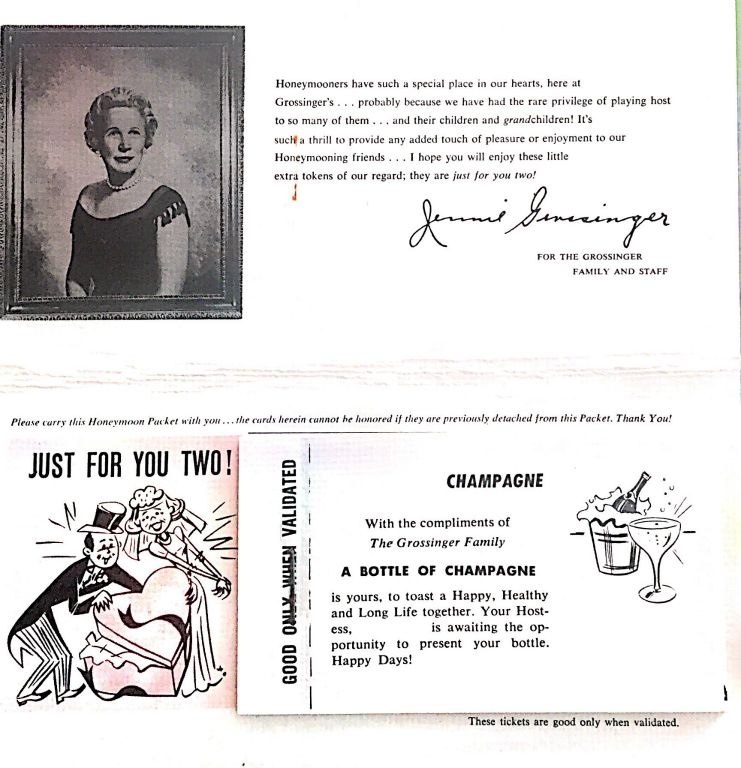 Honeymooners have such a special place in our hearts, here at
Grossinger's . . . probably because we have had the rare privilege of playing host
to so many of them . . . and their children and grandchildren! It's
such a thrill to provide any added touch of pleasure or enjoyment to our
Honeymooning friends . . . I hope you will enjoy these little
extra tokens of our regard; they are just for you two!
Jennie Grossinger
FOR THE GROSSINGER
FAMILY AND STAFF
Please carry this Honeymoon Packet with you . . . the cards herein cannot be honored if they are previously detached from this Packet. Thank You!
JUST FOR YOU TWO!
GOOD ONLY WHEN VALIDATED
CHAMPAGNE
With the compliments of
The Grossinger Family
A BOTTLE OF CHAMPAGNE
is yours, to toast a Happy, Healthy
and Long Life together. Your Host-
ess, is awaiting the op-
portunity to present your bottle.
Happy Days!
These tickets are good only when validated.